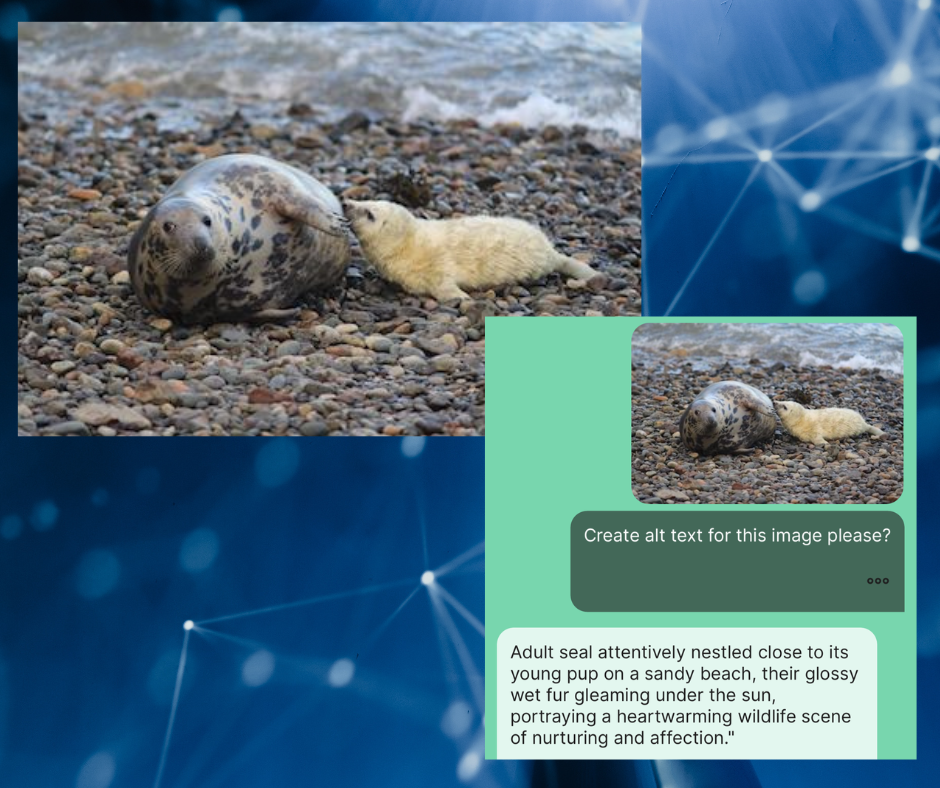 Create alt text for this image please?
Adult seal attentively nestled close to its
young pup on a sandy beach, their glossy
wet fur gleaming under the sun,
portraying a heartwarming wildlife scene
of nurturing and affection."